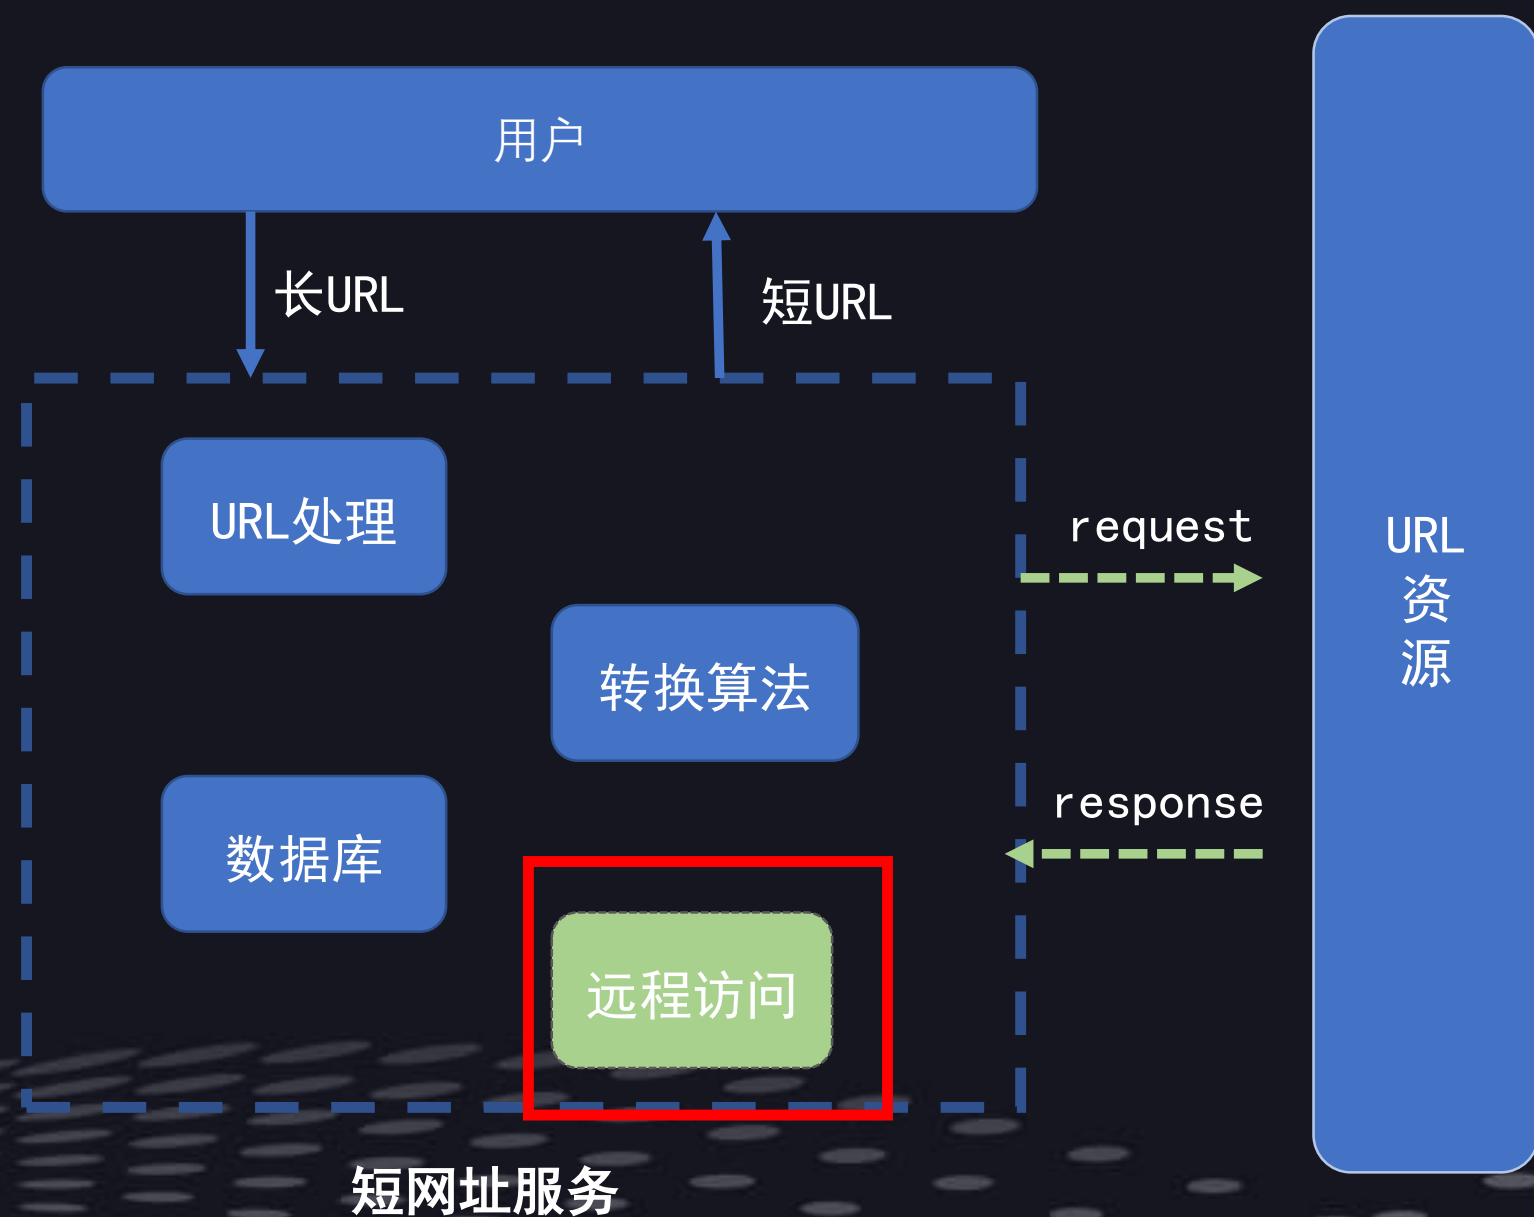 用户
长URL
短URL
URL处理
转换算法
数据库
远程访问
短网址服务
request
response
URL
资
源